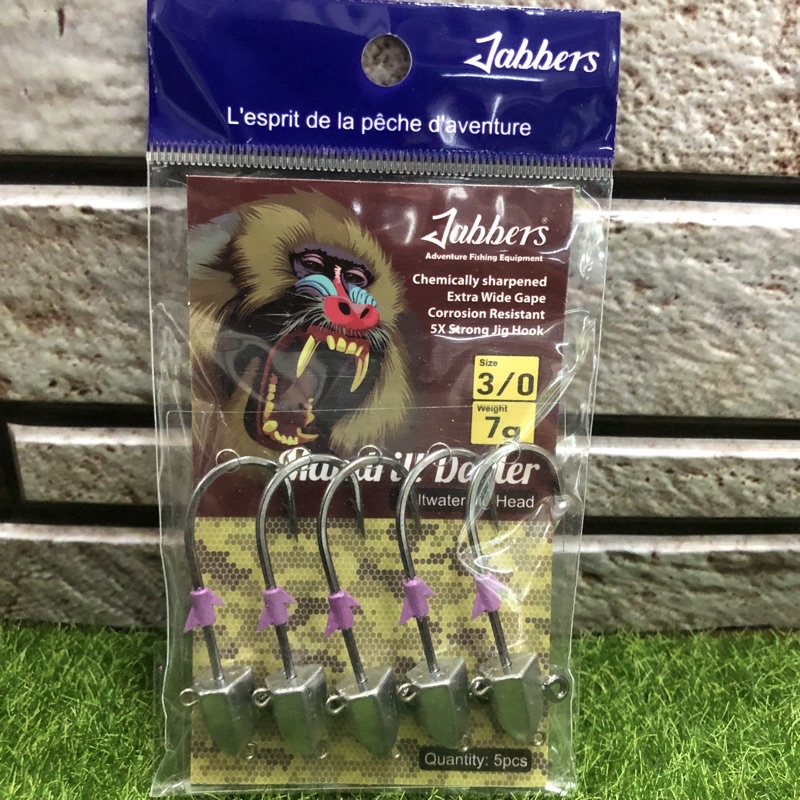 Jabbers
L'esprit de la pêche d'aventure
Jabbers®
Adventure Fishing Equipment
Chemically sharpened
Extra Wide Gape
Corrosion Resistant
5X Strong Jig Hook
Size
3/0
Weight
7g
Head
Quantity: 5pcs